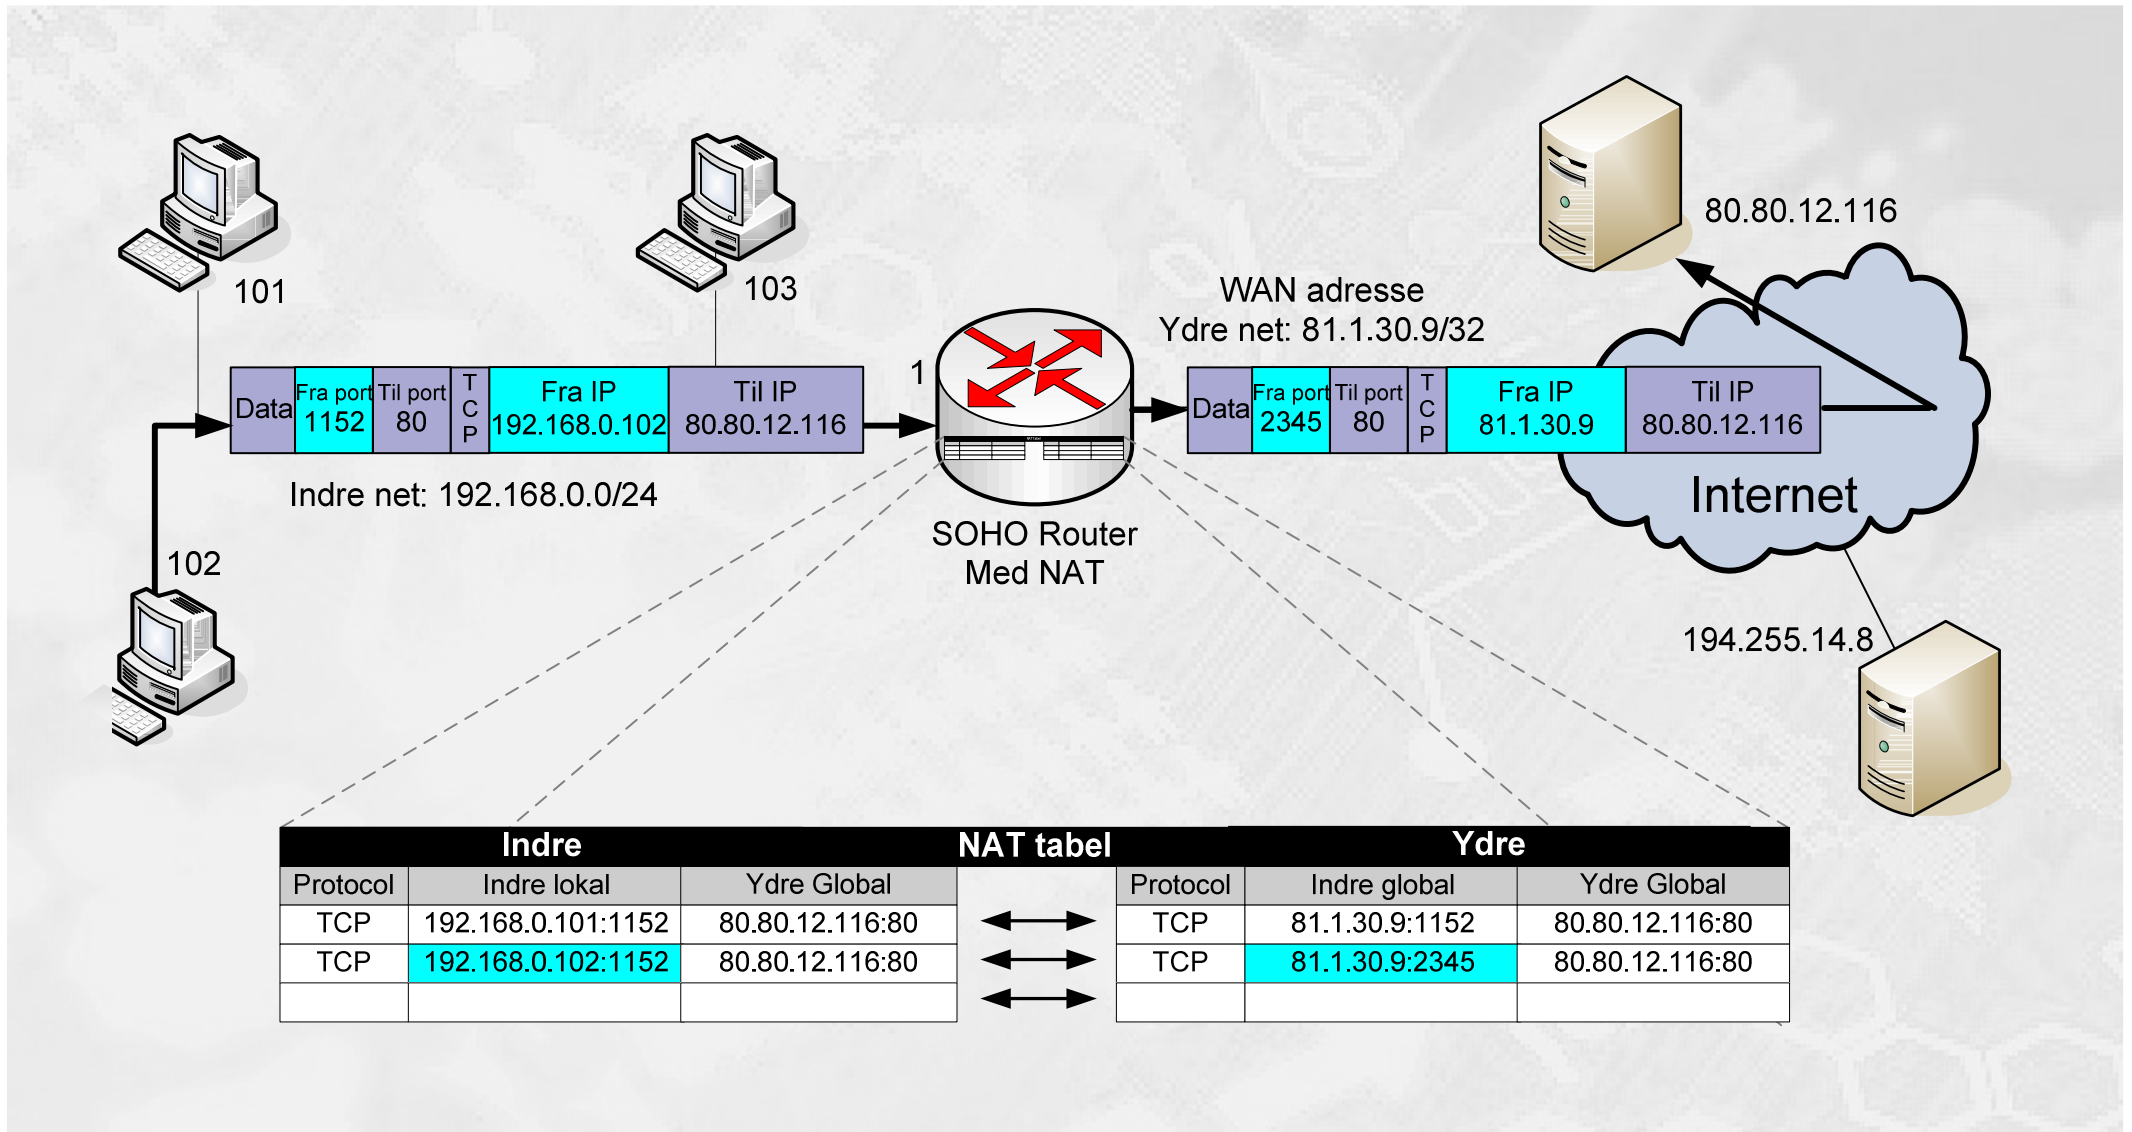 80.80.12.116
101
103
WAN adresse
Ydre net: 81.1.30.9/32
1
Data
Fra port
1152
Til port
80
TCP
Fra IP
192.168.0.102
Til IP
80.80.12.116
Data
Fra port
2345
Til port
80
TCP
Fra IP
81.1.30.9
Til IP
80.80.12.116
Indre net: 192.168.0.0/24
Internet
SOHO Router
Med NAT
102
194.255.14.8
Indre NAT tabel Ydre
Protocol Indre lokal Ydre Global Protocol Indre global Ydre Global
TCP 192.168.0.101:1152 80.80.12.116:80 TCP 81.1.30.9:1152 80.80.12.116:80
TCP 192.168.0.102:1152 80.80.12.116:80 TCP 81.1.30.9:2345 80.80.12.116:80